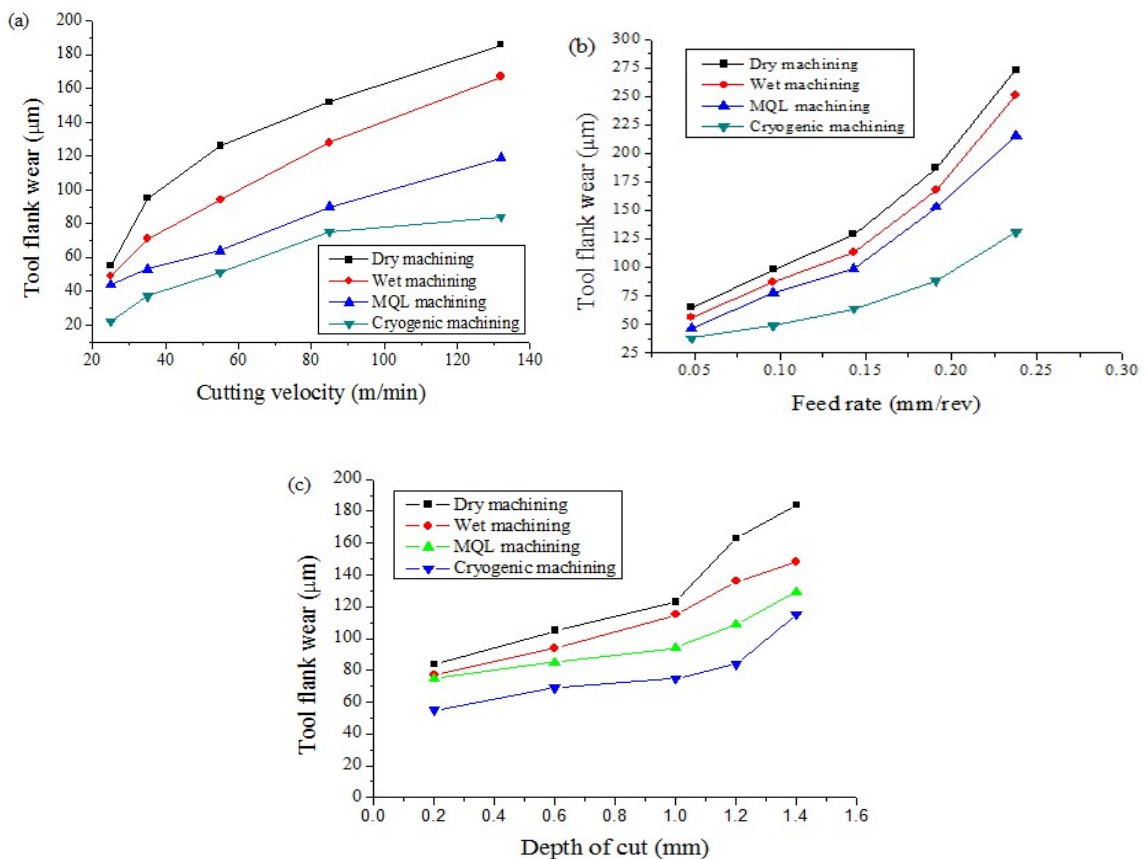 (a)
200
180
160
140
120
100
80
60
40
20
Tool flank wear (μm)
Dry machining
Wet machining
MQL machining
Cryogenic machining
20 40 60 80 100 120 140
Cutting velocity (m/min)
(b)
300
275
250
225
200
175
150
125
100
75
50
25
Tool flank wear (μm)
Dry machining
Wet machining
MQL machining
Cryogenic machining
0.05 0.10 0.15 0.20 0.25 0.30
Feed rate (mm/rev)
(c)
200
180
160
140
120
100
80
60
40
20
0
Tool flank wear (μm)
Dry machining
Wet machining
MQL machining
Cryogenic machining
0.0 0.2 0.4 0.6 0.8 1.0 1.2 1.4 1.6
Depth of cut (mm)